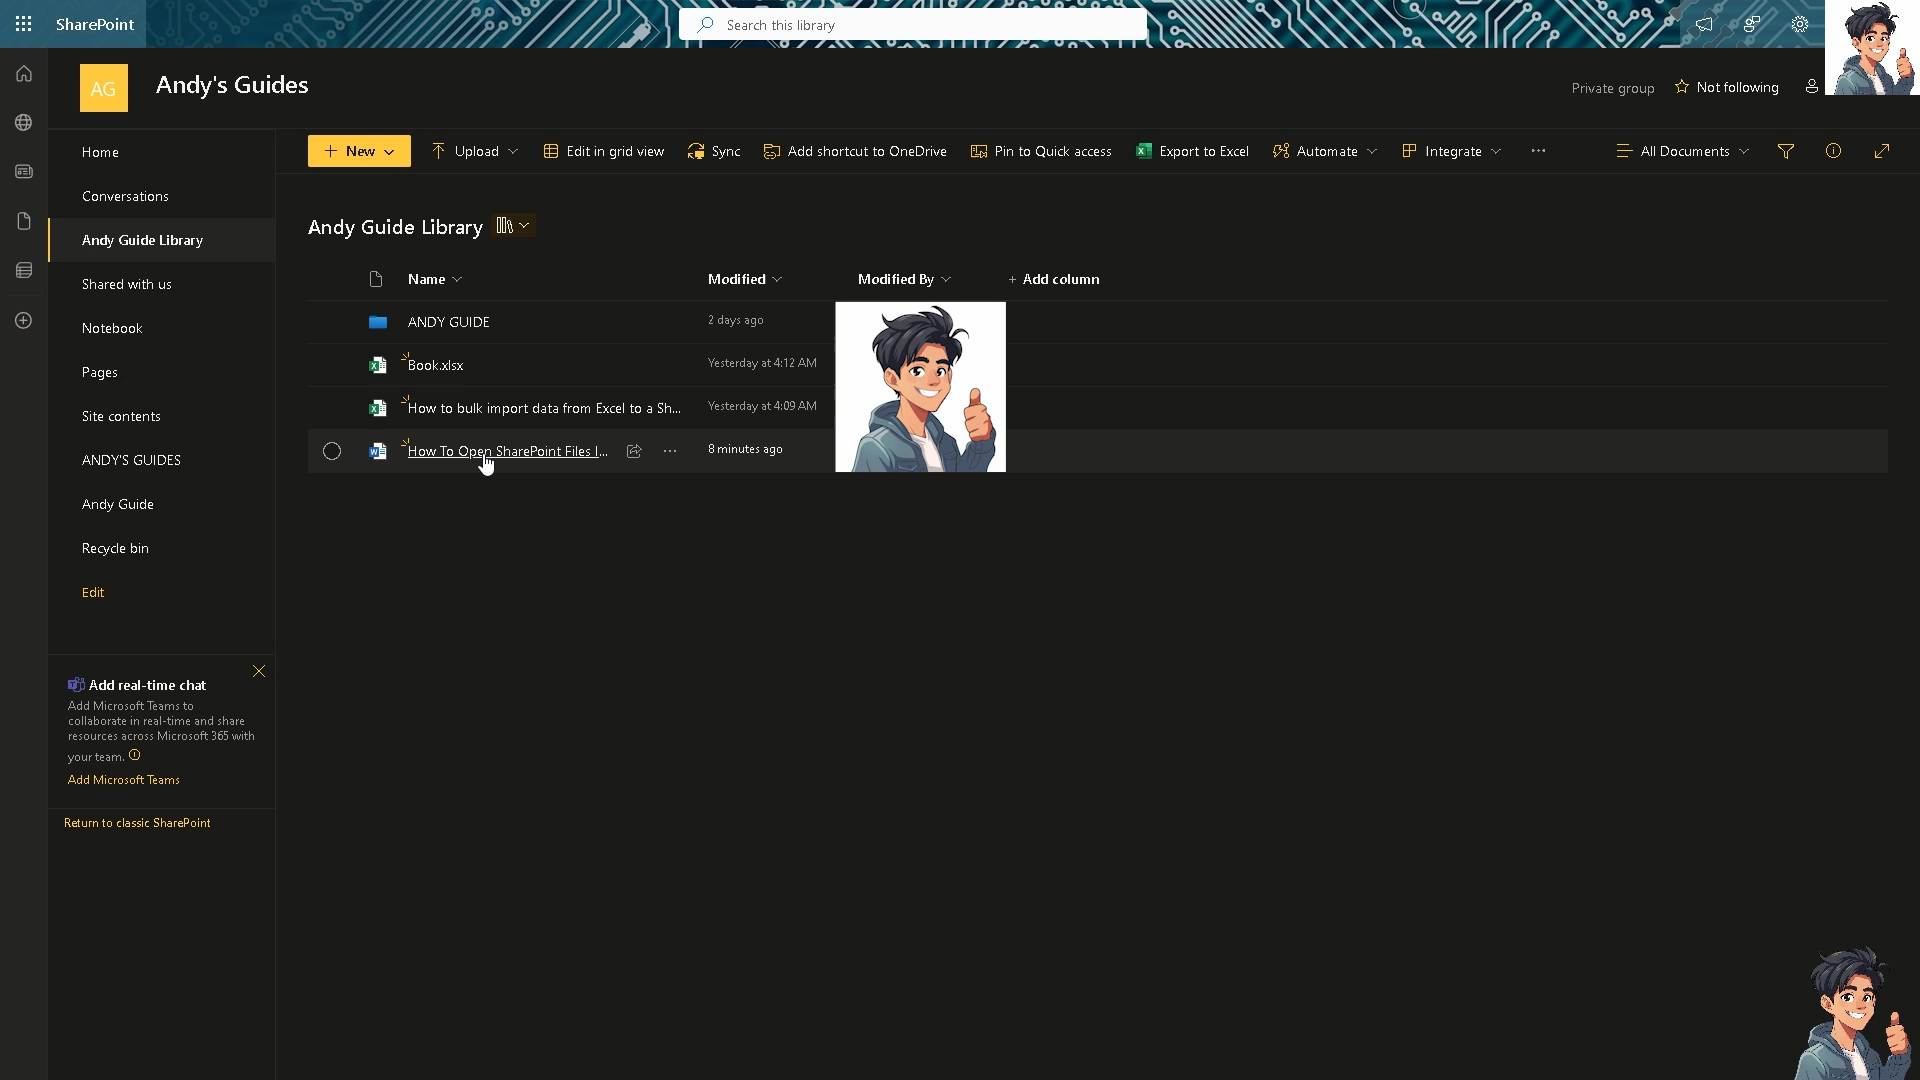 SharePoint
Search this library
AG
Andy's Guides
Private group
Not following
Home
Conversations
Andy Guide Library
Shared with us
Notebook
Pages
Site contents
ANDY'S GUIDES
Andy Guide
Recycle bin
Edit
Add real-time chat
Add Microsoft Teams to
collaborate in real-time and share
resources across Microsoft 365 with
your team.
Add Microsoft Teams
Return to classic SharePoint
New
Upload
Edit in grid view
Sync
Add shortcut to OneDrive
Pin to Quick access
Export to Excel
Automate
Integrate
All Documents
Andy Guide Library
Name
Modified
Modified By
Add column
ANDY GUIDE
2 days ago
Book.xlsx
Yesterday at 4:12 AM
How to bulk import data from Excel to a Sh...
Yesterday at 4:09 AM
How To Open SharePoint Files I...
8 minutes ago